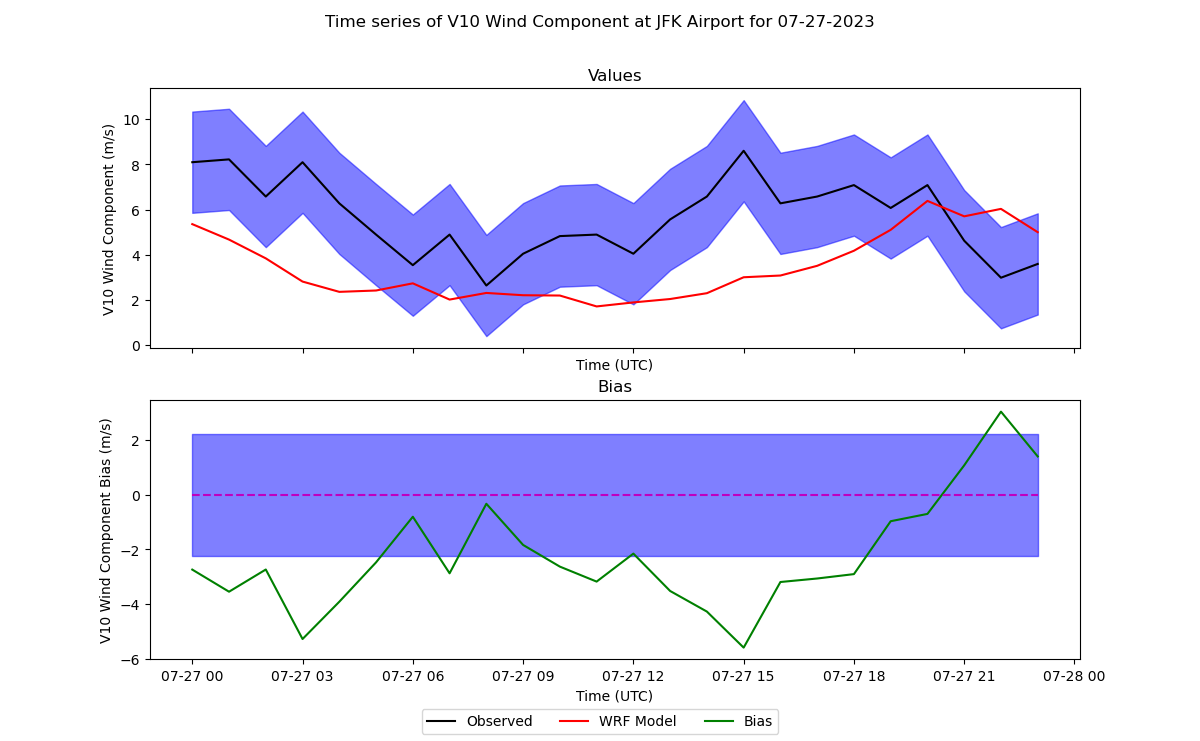 Time series of V10 Wind Component at JFK Airport for 07-27-2023
Values
V10 Wind Component (m/s)
10
8
6
4
2
0
Time (UTC)
Bias
V10 Wind Component Bias (m/s)
2
0
−2
−4
−6
07-27 00 07-27 03 07-27 06 07-27 09 07-27 12 07-27 15 07-27 18 07-27 21 07-28 00
Time (UTC)
Observed WRF Model Bias